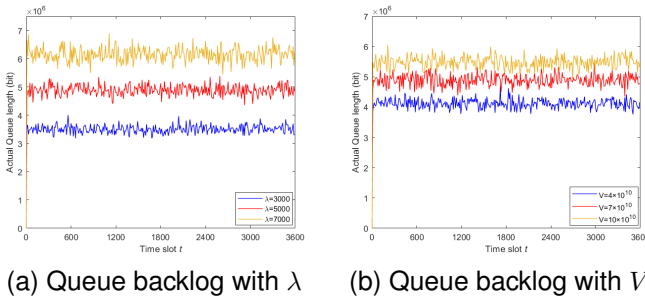 ×10⁶
7
6
5
4
3
2
1
0
Actual Queue length (bit)
0 600 1200 1800 2400 3000 3600
Time slot t
λ=3000
λ=5000
λ=7000
(a) Queue backlog with λ
×10⁶
7
6
5
4
3
2
1
0
Actual Queue length (bit)
0 600 1200 1800 2400 3000 360
Time slot t
V=4×10¹⁰
V=7×10¹⁰
V=10×10¹⁰
(b) Queue backlog with V